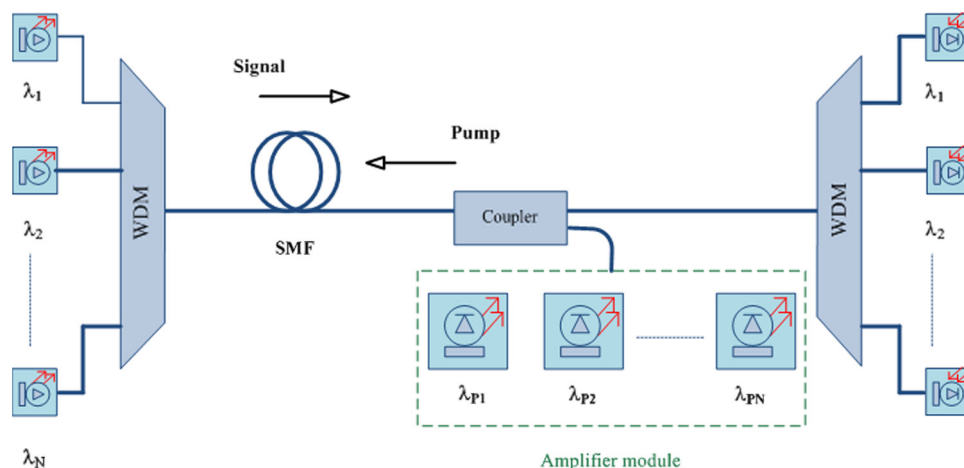 Signal
λ1
λ1
Pump
WDM
WDM
Coupler
λ2
λ2
SMF
λP1
λP2
λPN
λN
Amplifier module